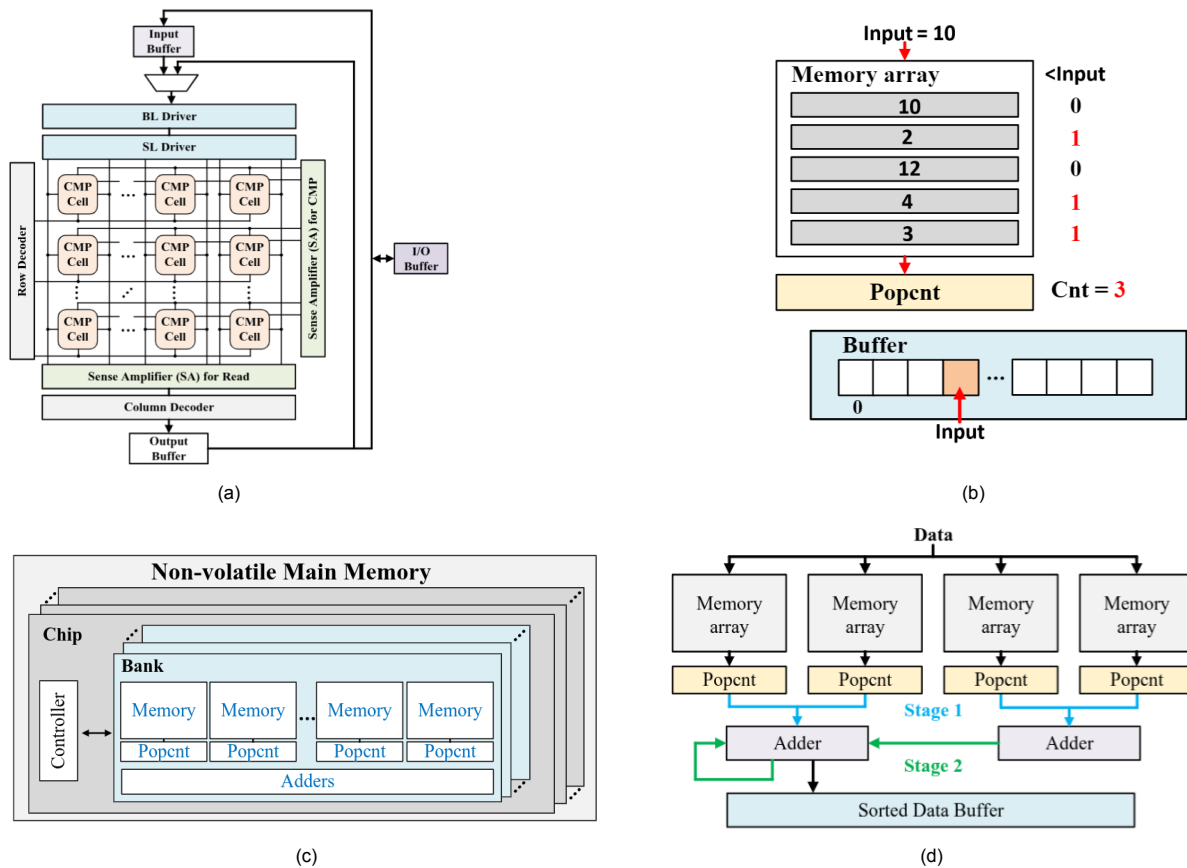 Input
Buffer
BL Driver
SL Driver
Row Decoder
CMP
Cell
...
CMP
Cell
CMP
Cell
CMP
Cell
...
CMP
Cell
CMP
Cell
CMP
Cell
...
CMP
Cell
CMP
Cell
Sense Amplifier (SA) for CMP
I/O
Buffer
Sense Amplifier (SA) for Read
Column Decoder
Output
Buffer
(a)
Input = 10
Memory array
<Input
10
0
2
1
12
0
4
1
3
1
Popcnt
Cnt = 3
Buffer
...
0
Input
(b)
Non-volatile Main Memory
Chip
Bank
Controller
Memory
Memory
...
Memory
Memory
Popcnt
Popcnt
Popcnt
Popcnt
Adders
(c)
Data
Memory
array
Memory
array
Memory
array
Memory
array
Popcnt
Popcnt
Popcnt
Popcnt
Stage 1
Adder
Adder
Stage 2
Sorted Data Buffer
(d)